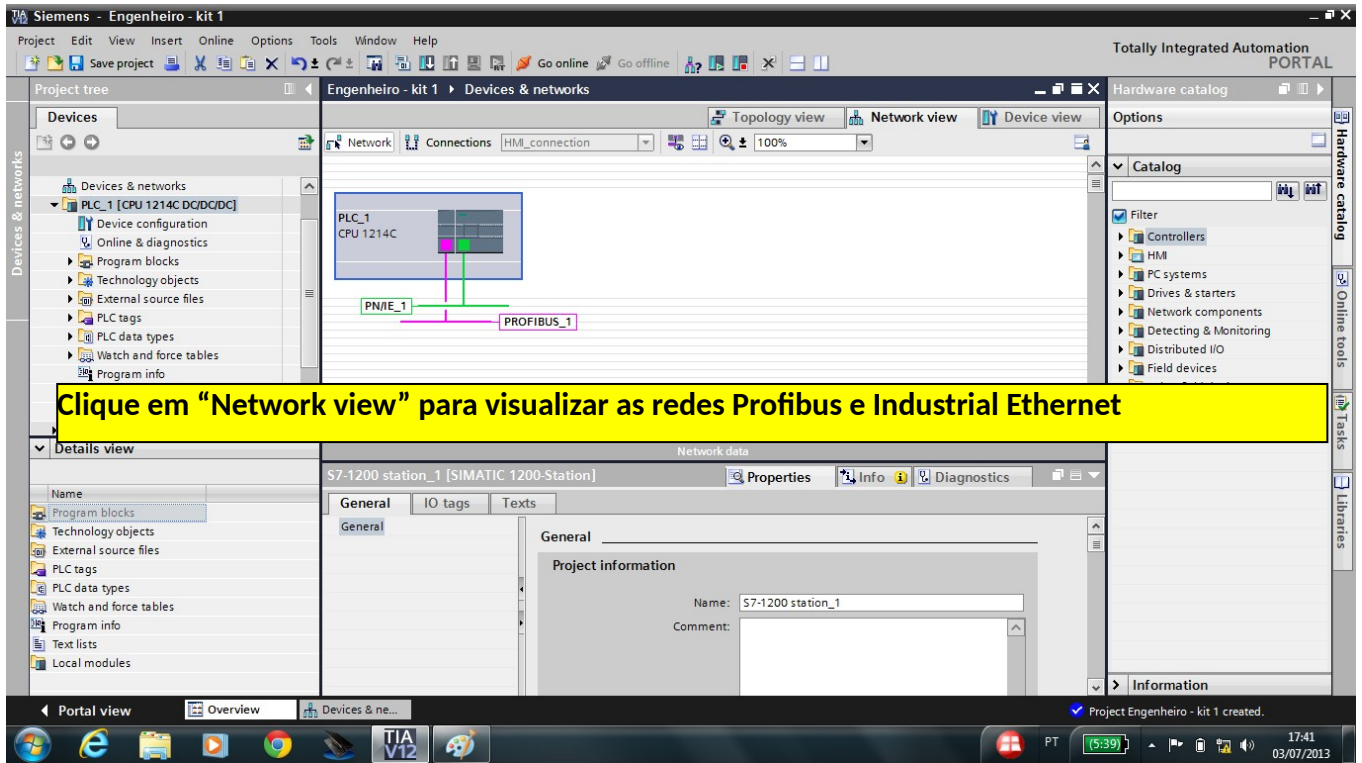 Siemens - Engenheiro - kit 1
Project Edit View Insert Online Options Tools Window Help
Totally Integrated Automation
PORTAL
Save project
Go online
Go offline
Project tree
Engenheiro - kit 1 Devices & networks
Hardware catalog
Devices
Topology view
Network view
Device view
Options
Network
Connections
HMI_connection
100%
Catalog
Devices & networks
PLC_1 [CPU 1214C DC/DC/DC]
Device configuration
Online & diagnostics
Program blocks
Technology objects
External source files
PLC tags
PLC data types
Watch and force tables
Program info
PLC_1
CPU 1214C
PN/IE_1
PROFIBUS_1
Filter
Controllers
HMI
PC systems
Drives & starters
Network components
Detecting & Monitoring
Distributed I/O
Field devices
Devices & networks
Hardware catalog
Online tools
Tasks
Libraries
Clique em “Network view” para visualizar as redes Profibus e Industrial Ethernet
Details view
Network data
S7-1200 station_1 [SIMATIC 1200-Station]
Properties
Info
Diagnostics
General
IO tags
Texts
Name
Program blocks
Technology objects
External source files
PLC tags
PLC data types
Watch and force tables
Program info
Text lists
Local modules
General
General
Project information
Name: S7-1200 station_1
Comment:
Information
Portal view
Overview
Devices & ne...
Project Engenheiro - kit 1 created.
TIA
V12
PT
(5:39)
17:41
03/07/2013